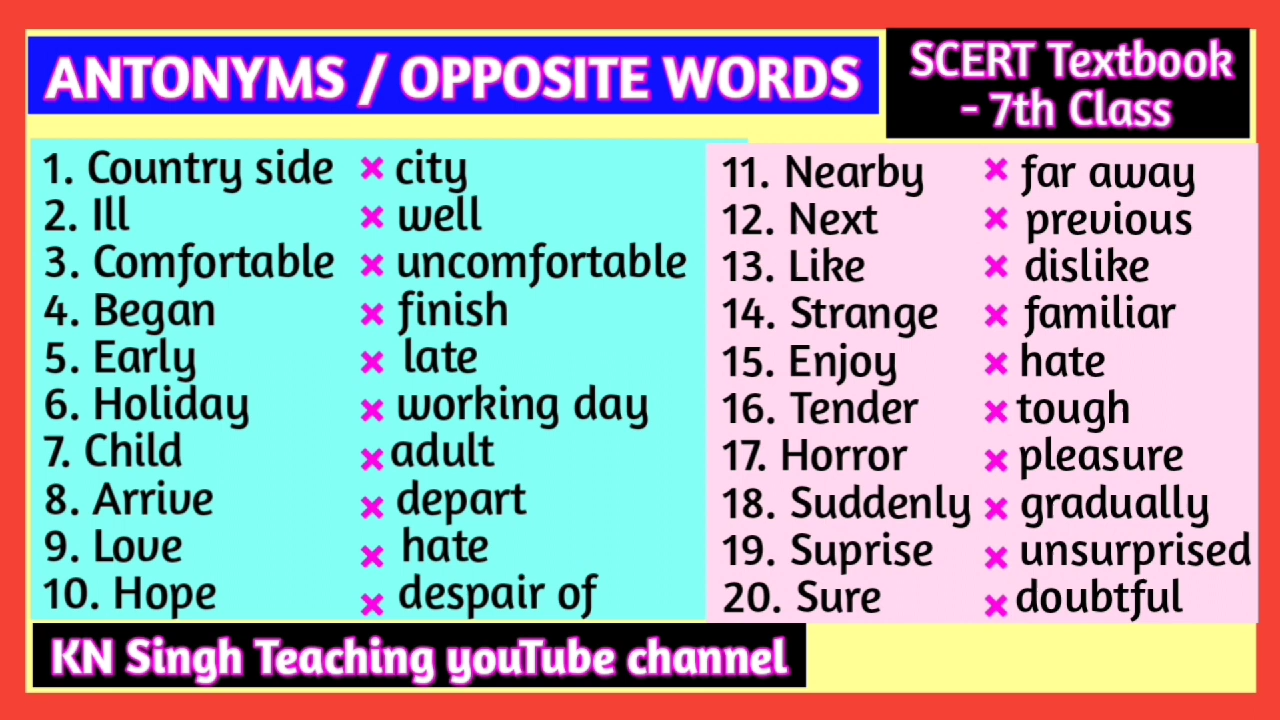 ANTONYMS / OPPOSITE WORDS
SCERT Textbook
- 7th Class
1. Country side × city
2. Ill × well
3. Comfortable × uncomfortable
4. Began × finish
5. Early × late
6. Holiday × working day
7. Child × adult
8. Arrive × depart
9. Love × hate
10. Hope × despair of
11. Nearby × far away
12. Next × previous
13. Like × dislike
14. Strange × familiar
15. Enjoy × hate
16. Tender × tough
17. Horror × pleasure
18. Suddenly × gradually
19. Suprise × unsurprised
20. Sure × doubtful
KN Singh Teaching youTube channel